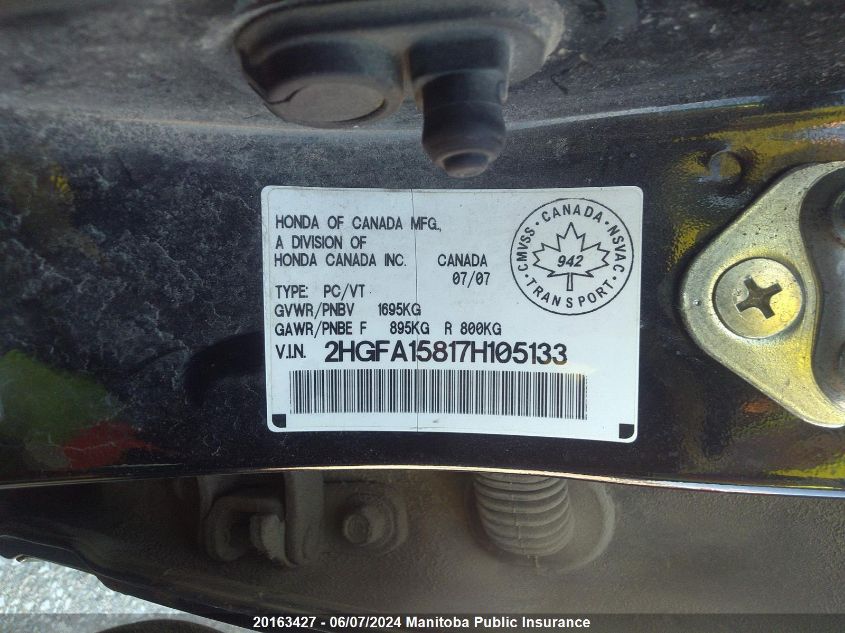 HONDA OF CANADA MFG.,
A DIVISION OF
HONDA CANADA INC. CANADA
07/07
TYPE: PC/VT
GVWR/PNBV 1695KG
GAWR/PNBE F 895KG R 800KG
V.I.N. 2HGFA15817H105133
CMVSS · CANADA · NSVAC · TRANSPORT ·
942
20163427 - 06/07/2024 Manitoba Public Insurance